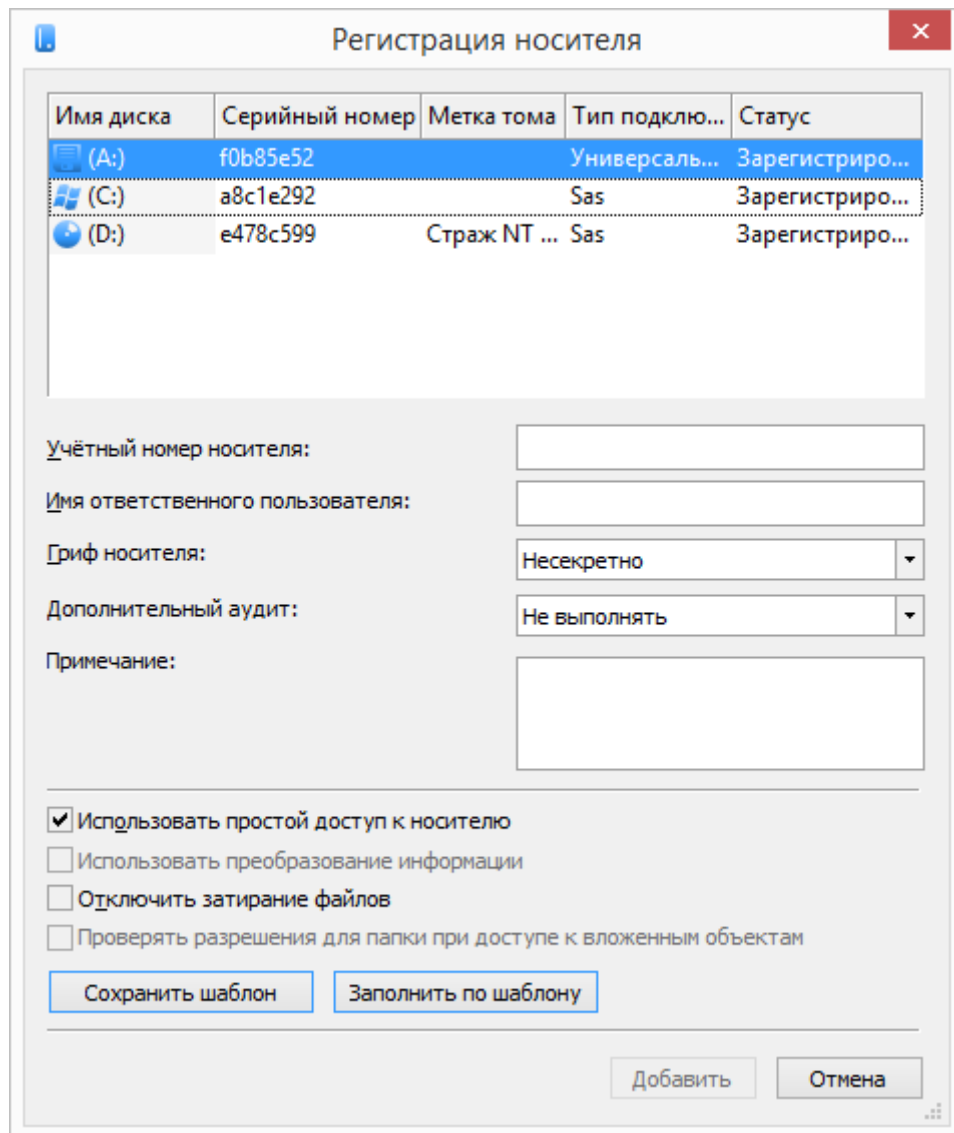 Регистрация носителя
Имя диска Серийный номер Метка тома Тип подклю... Статус
(A:) f0b85e52 Универсаль... Зарегистриро...
(C:) a8c1e292 Sas Зарегистриро...
(D:) e478c599 Страж NT ... Sas Зарегистриро...
Учётный номер носителя:
Имя ответственного пользователя:
Гриф носителя: Несекретно
Дополнительный аудит: Не выполнять
Примечание:
Использовать простой доступ к носителю
Использовать преобразование информации
Отключить затирание файлов
Проверять разрешения для папки при доступе к вложенным объектам
Сохранить шаблон Заполнить по шаблону
Добавить Отмена